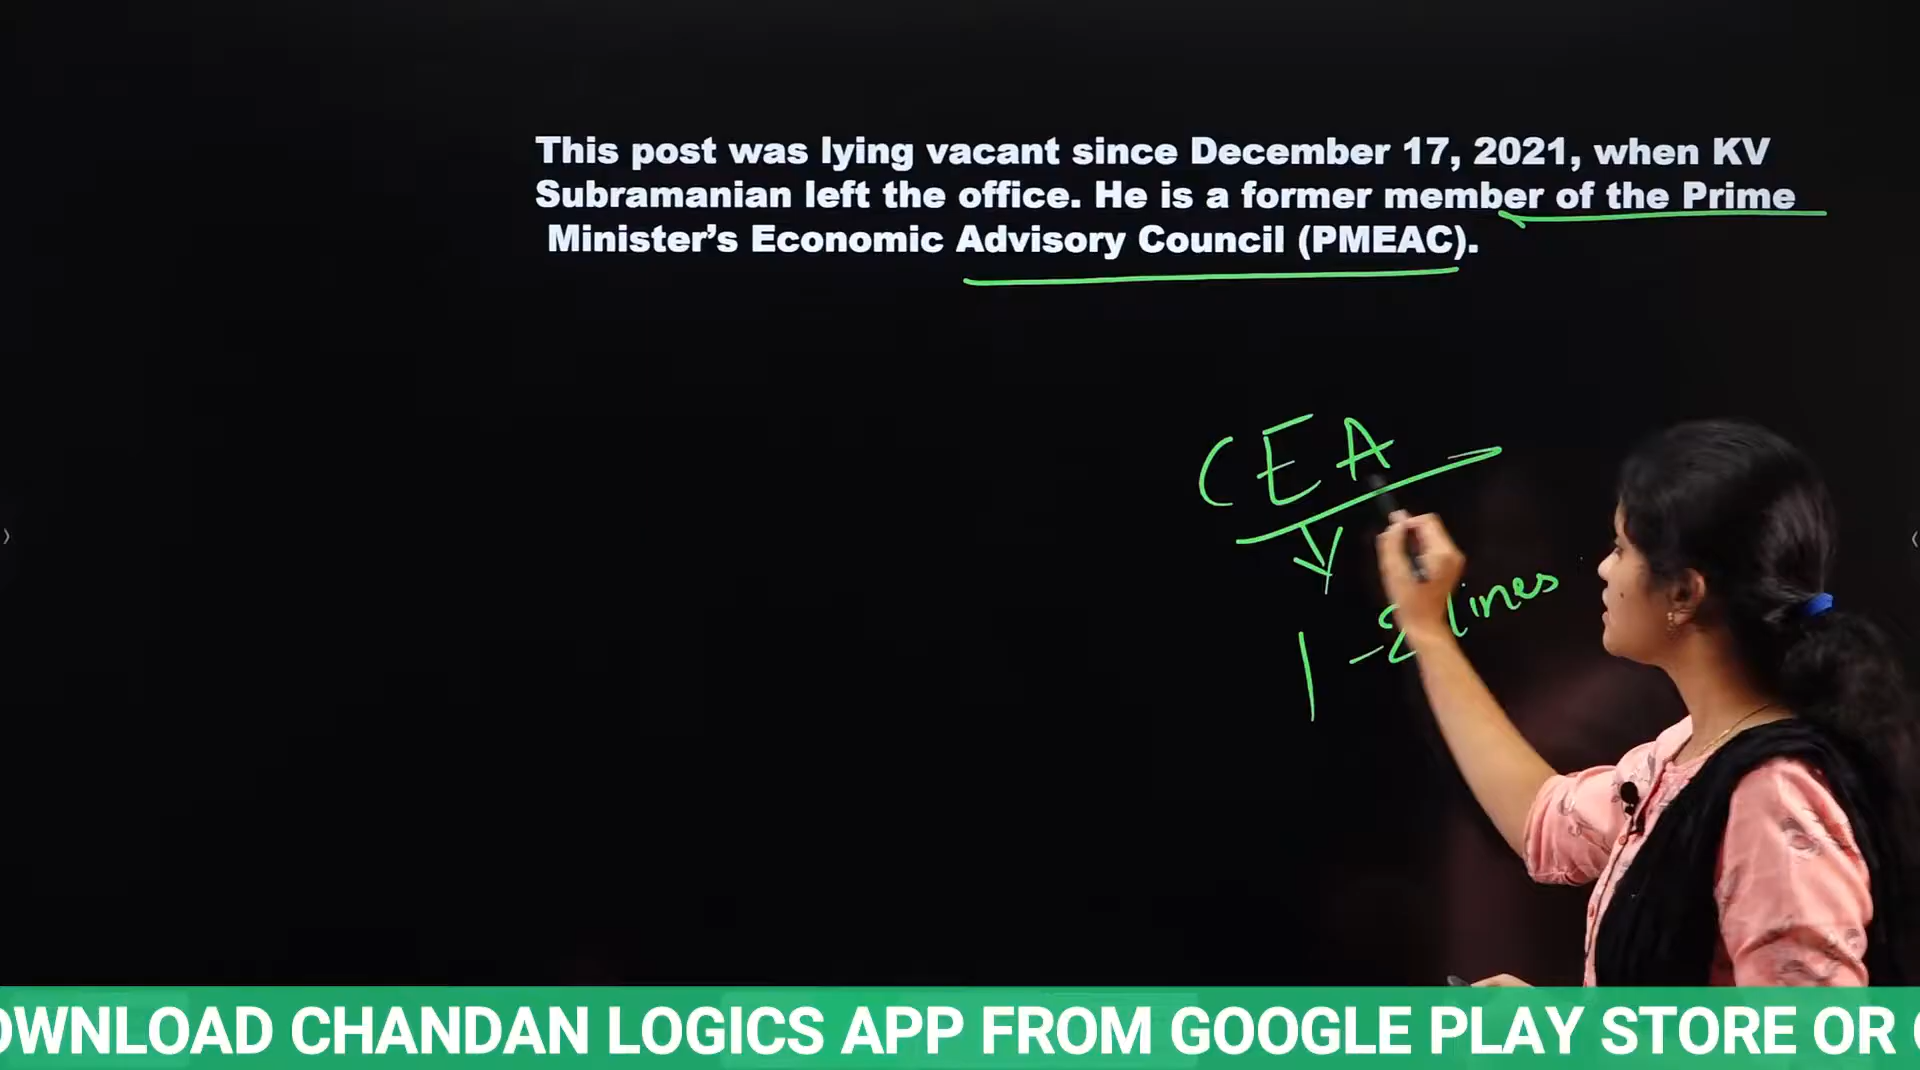 This post was lying vacant since December 17, 2021, when KV
Subramanian left the office. He is a former member of the Prime
Minister's Economic Advisory Council (PMEAC).
CEA
1-2 lines
OWNLOAD CHANDAN LOGICS APP FROM GOOGLE PLAY STORE OR